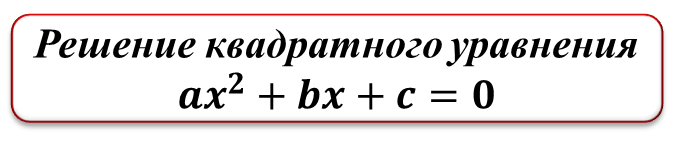 Решение квадратного уравнения
ax² + bx + c = 0